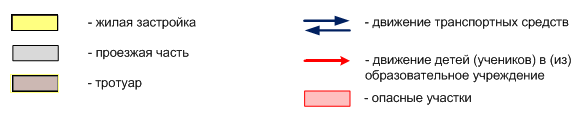 - жилая застройка
- проезжая часть
- тротуар
- движение транспортных средств
- движение детей (учеников) в (из)
образовательное учреждение
- опасные участки